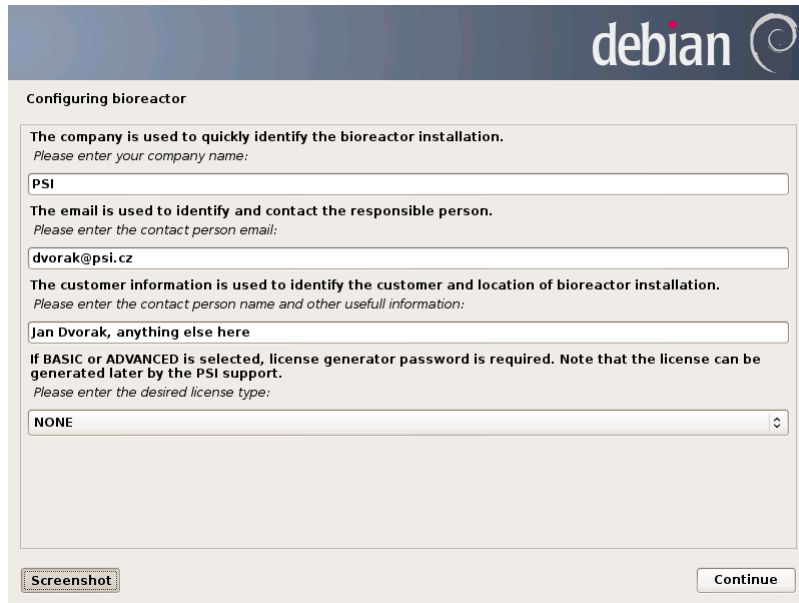 debian
Configuring bioreactor
The company is used to quickly identify the bioreactor installation.
Please enter your company name:
PSI
The email is used to identify and contact the responsible person.
Please enter the contact person email:
dvorak@psi.cz
The customer information is used to identify the customer and location of bioreactor installation.
Please enter the contact person name and other usefull information:
Jan Dvorak, anything else here
If BASIC or ADVANCED is selected, license generator password is required. Note that the license can be
generated later by the PSI support.
Please enter the desired license type:
NONE
Screenshot
Continue